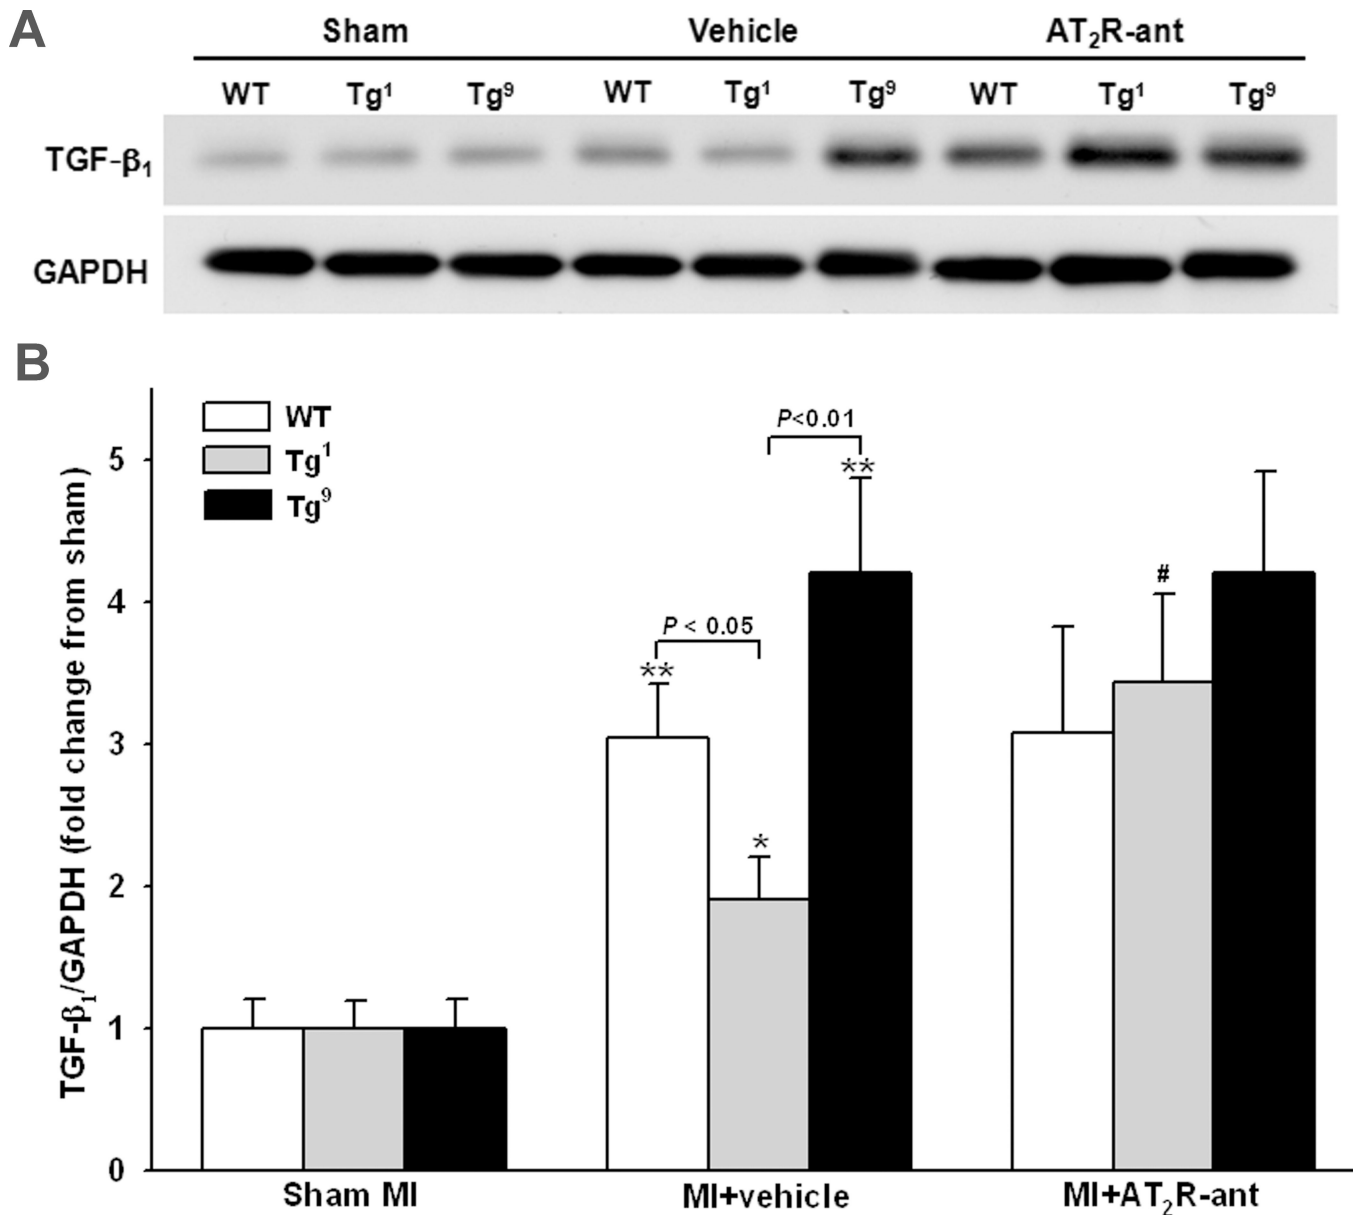 A
Sham Vehicle AT₂R-ant
WT Tg¹ Tg⁹ WT Tg¹ Tg⁹ WT Tg¹ Tg⁹
TGF-β₁
GAPDH
B
WT
Tg¹
Tg⁹
P<0.01
**
P < 0.05
**
*
#
5
4
3
2
1
0
TGF-β₁/GAPDH (fold change from sham)
Sham MI MI+vehicle MI+AT₂R-ant